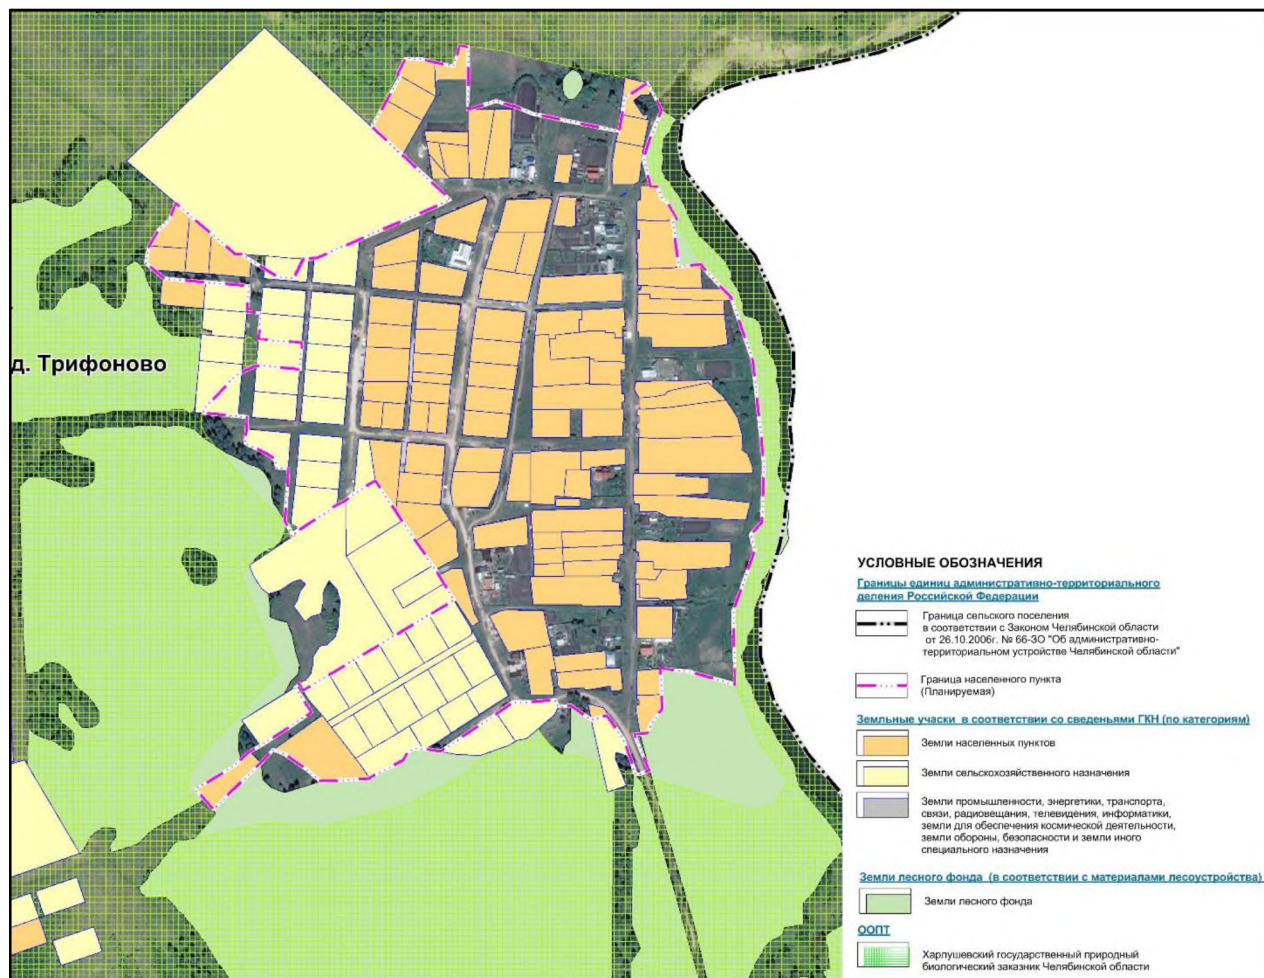 д. Трифоново
УСЛОВНЫЕ ОБОЗНАЧЕНИЯ
Границы единиц административно-территориального
деления Российской Федерации
Граница сельского поселения
в соответствии с Законом Челябинской области
от 26.10.2006г. № 66-ЗО "Об административно-
территориальном устройстве Челябинской области"
Граница населенного пункта
(Планируемая)
Земльные учаски в соответствии со сведеньями ГКН (по категориям)
Земли населенных пунктов
Земли сельскохозяйственного назначения
Земли промышленности, энергетики, транспорта,
связи, радиовещания, телевидения, информатики,
земли для обеспечения космической деятельности,
земли обороны, безопасности и земли иного
специального назначения
Земли лесного фонда (в соответствии с материалами лесоустройства)
Земли лесного фонда
ООПТ
Харлушевский государственный природный
биологический заказник Челябинской области